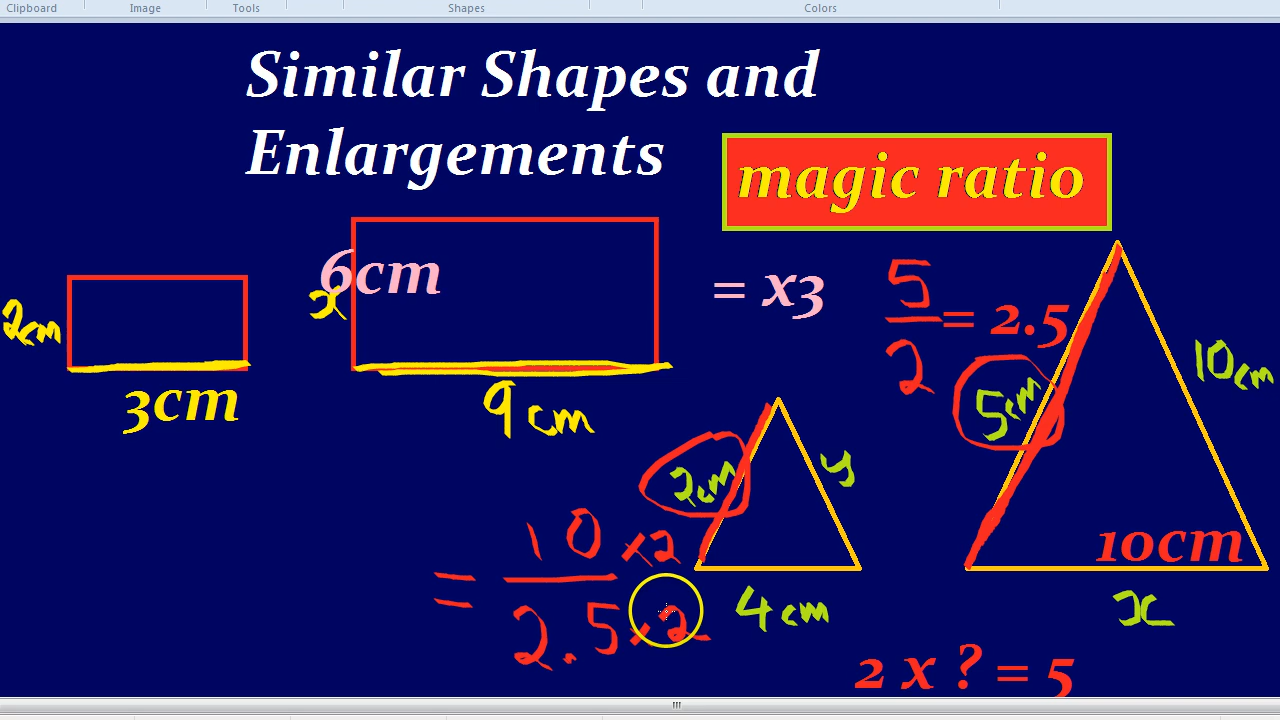 Clipboard Image Tools Shapes Colors
Similar Shapes and
Enlargements
magic ratio
6cm
x
2cm
3cm
9cm
= x3
5
2
= 2.5
5cm
10cm
10cm
x
2cm
y
4cm
= 10 x2
2.5 x2
2 x ? = 5